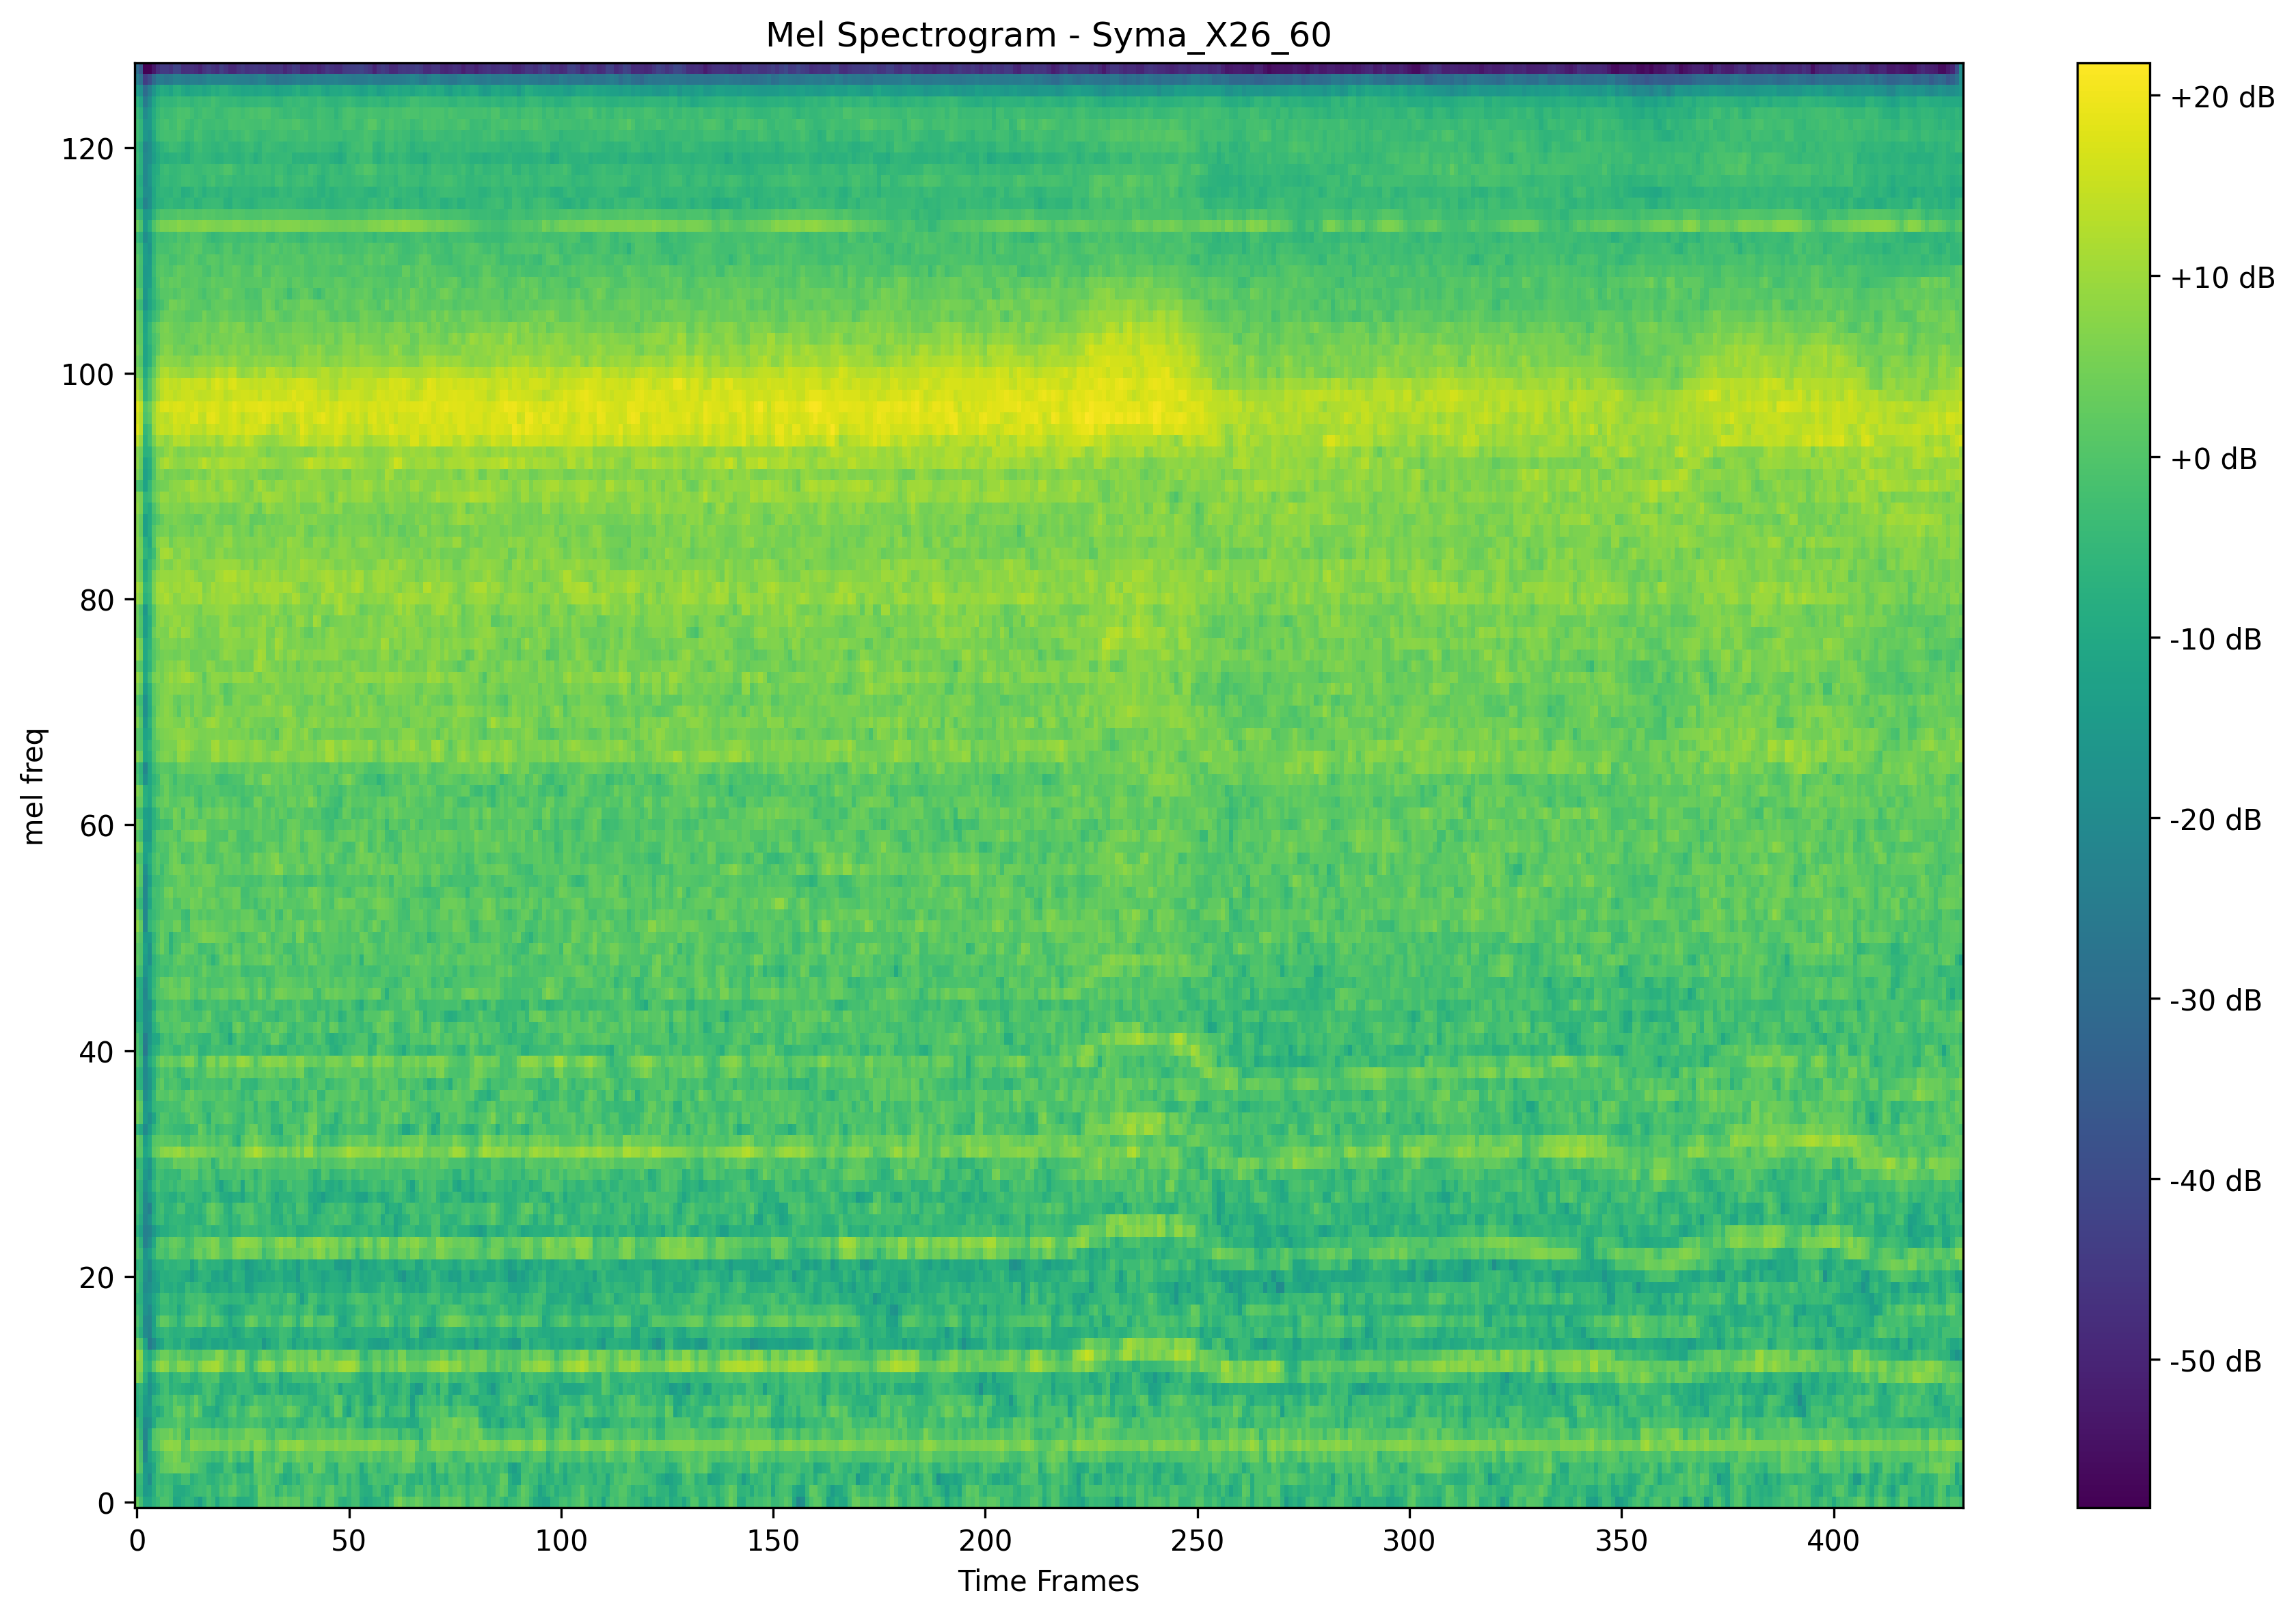 Mel Spectrogram - Syma_X26_60
mel freq
120
100
80
60
40
20
0
0 50 100 150 200 250 300 350 400
Time Frames
+20 dB
+10 dB
+0 dB
-10 dB
-20 dB
-30 dB
-40 dB
-50 dB